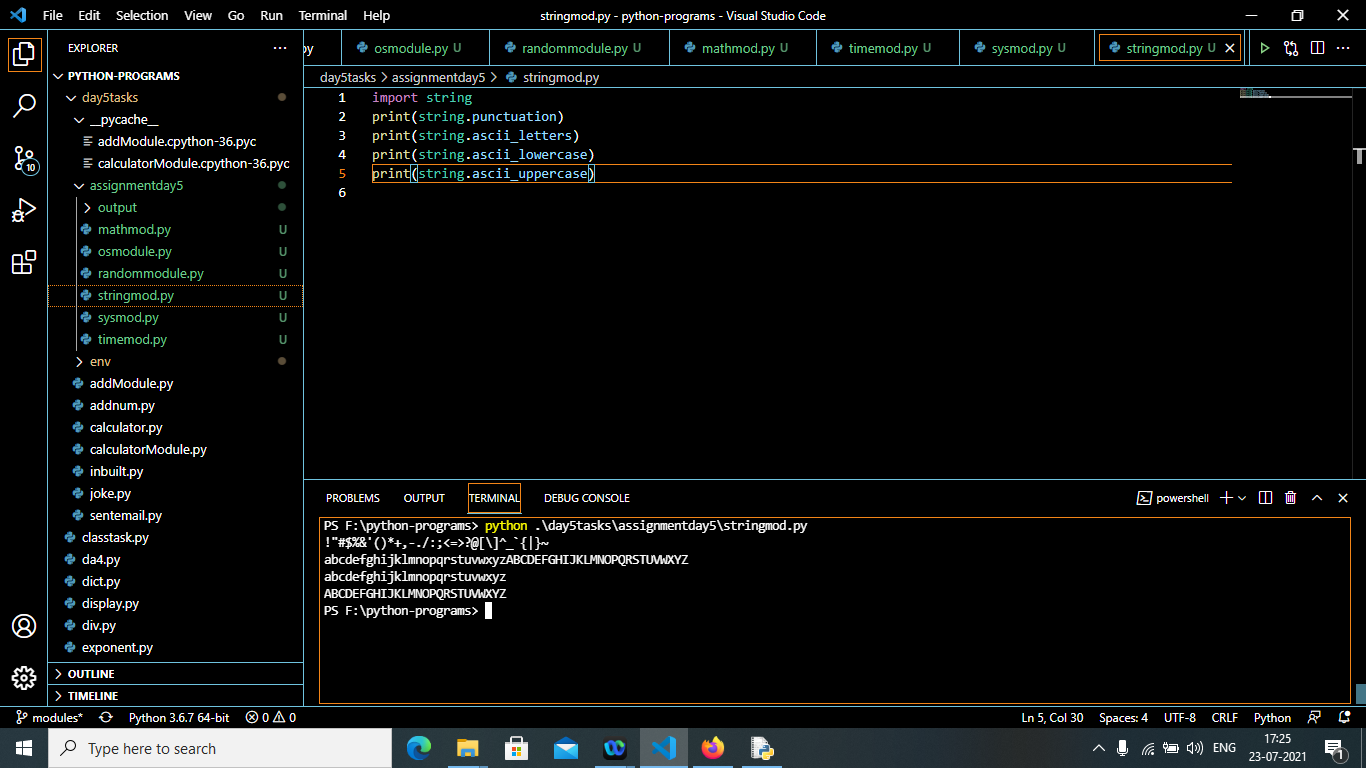 File Edit Selection View Go Run Terminal Help
stringmod.py - python-programs - Visual Studio Code
EXPLORER
PYTHON-PROGRAMS
day5tasks
__pycache__
addModule.cpython-36.pyc
calculatorModule.cpython-36.pyc
assignmentday5
output
mathmod.py U
osmodule.py U
randommodule.py U
stringmod.py U
sysmod.py U
timemod.py U
env
addModule.py
addnum.py
calculator.py
calculatorModule.py
inbuilt.py
joke.py
sentemail.py
classtask.py
da4.py
dict.py
display.py
div.py
exponent.py
OUTLINE
TIMELINE
10
py osmodule.py U randommodule.py U mathmod.py U timemod.py U sysmod.py U stringmod.py U
day5tasks > assignmentday5 > stringmod.py
1 import string
2 print(string.punctuation)
3 print(string.ascii_letters)
4 print(string.ascii_lowercase)
5 print(string.ascii_uppercase)
6
PROBLEMS OUTPUT TERMINAL DEBUG CONSOLE
powershell
PS F:\python-programs> python .\day5tasks\assignmentday5\stringmod.py
!"#$%&'()*+,-./:;<=>?@[\]^_`{|}~
abcdefghijklmnopqrstuvwxyzABCDEFGHIJKLMNOPQRSTUVWXYZ
abcdefghijklmnopqrstuvwxyz
ABCDEFGHIJKLMNOPQRSTUVWXYZ
PS F:\python-programs>
modules* Python 3.6.7 64-bit 0 0
Ln 5, Col 30 Spaces: 4 UTF-8 CRLF Python
Type here to search
ENG
17:25
23-07-2021
1